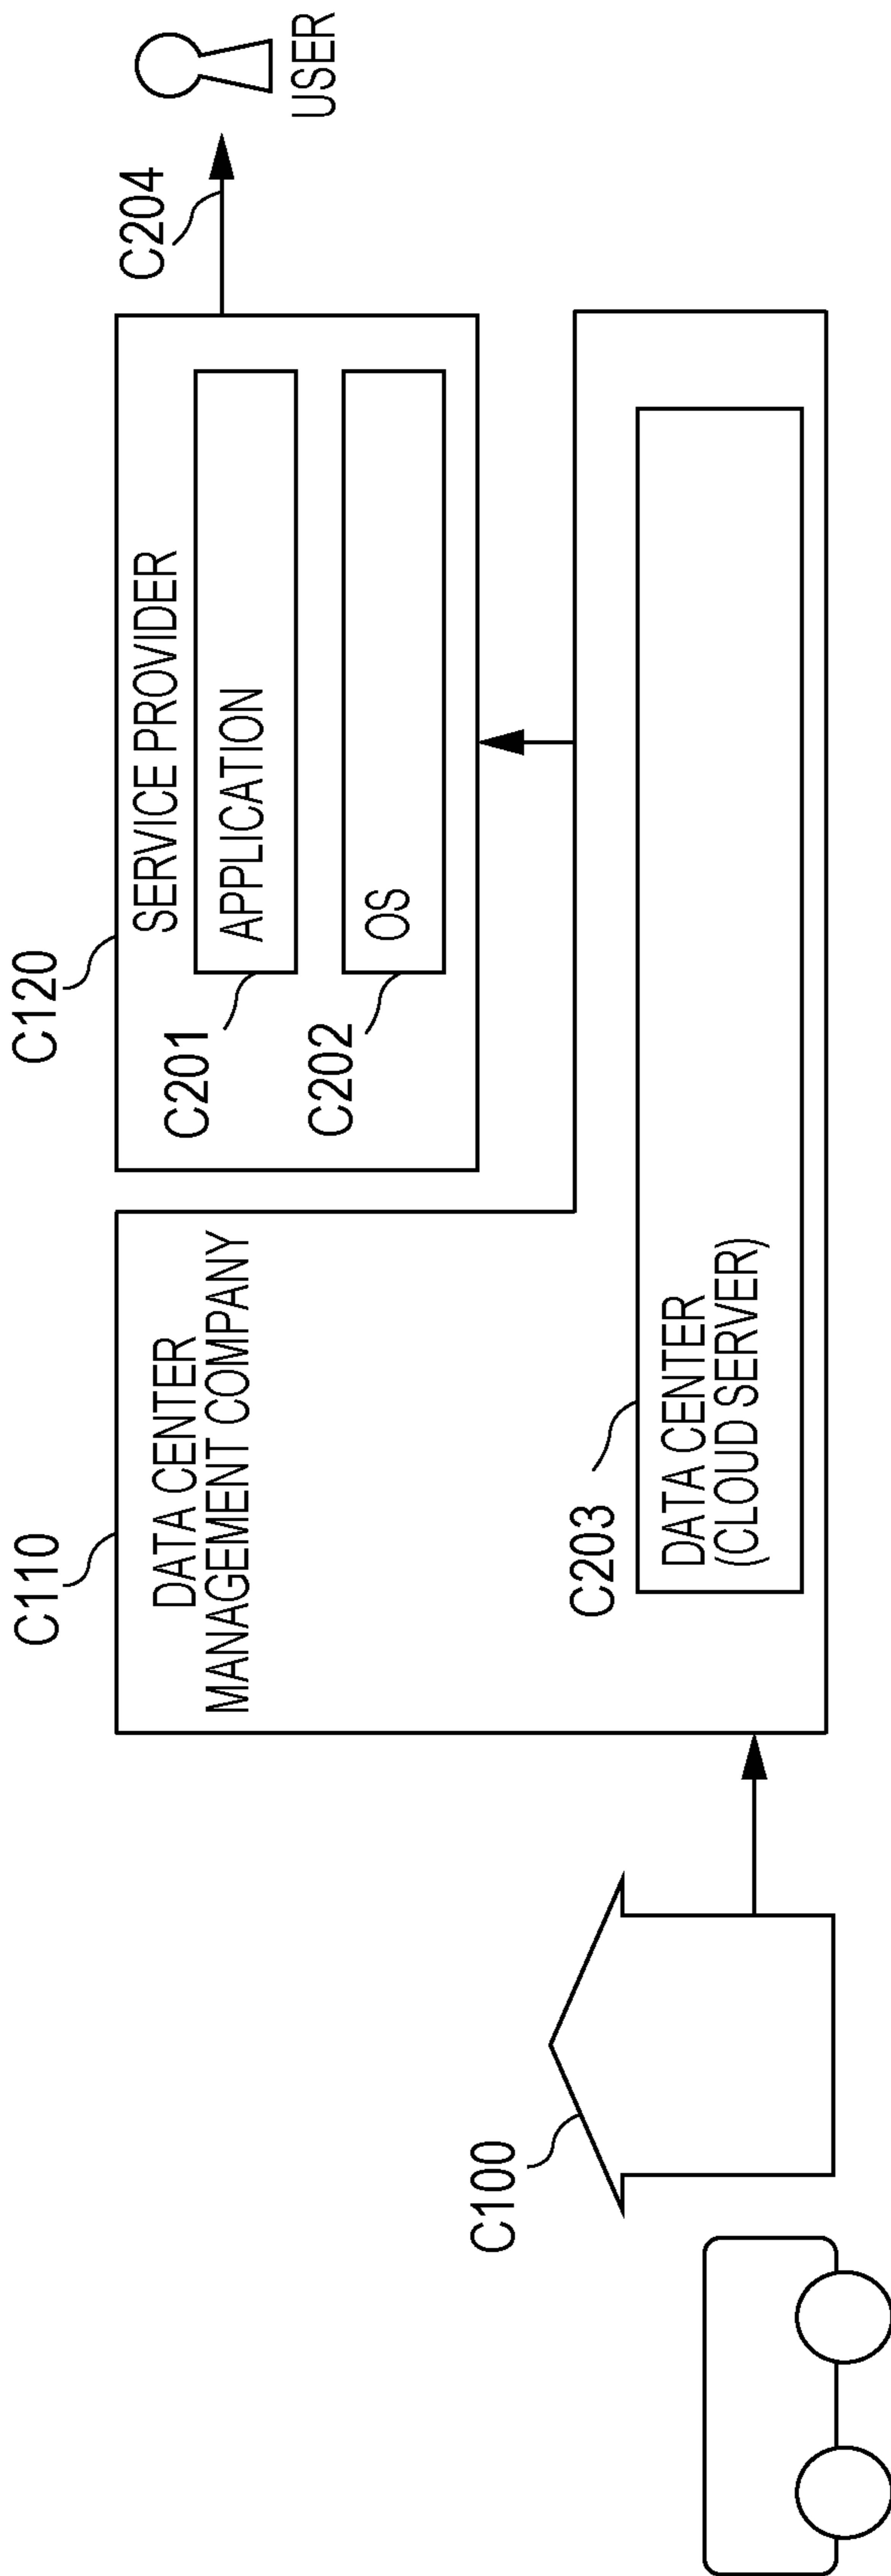 C110
C120
C204
DATA CENTER
MANAGEMENT COMPANY
SERVICE PROVIDER
USER
C201
APPLICATION
C202
OS
C100
C203
DATA CENTER
(CLOUD SERVER)